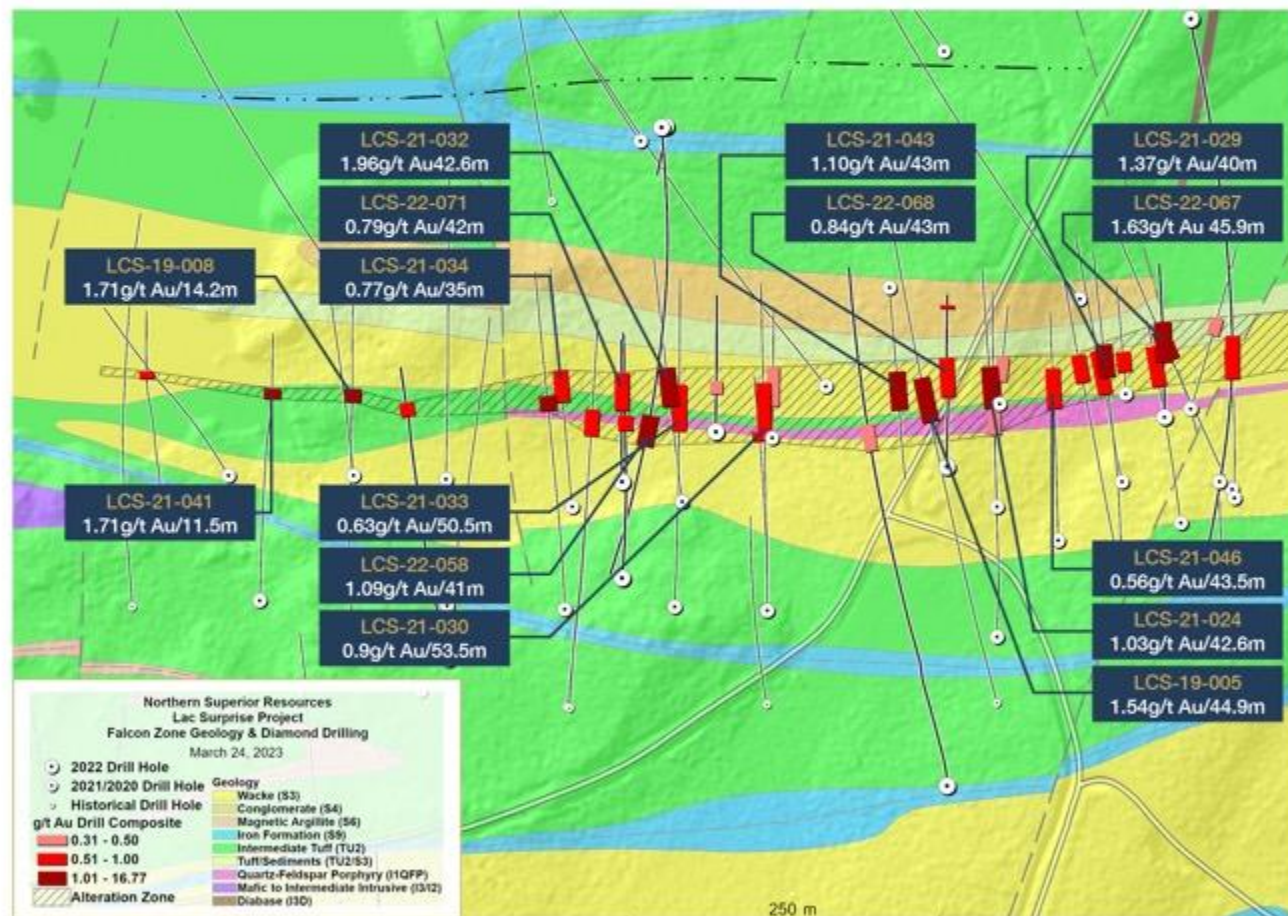 LCS-21-032
1.96g/t Au42.6m
LCS-22-071
0.79g/t Au/42m
LCS-21-034
0.77g/t Au/35m
LCS-19-008
1.71g/t Au/14.2m
LCS-21-043
1.10g/t Au/43m
LCS-22-068
0.84g/t Au/43m
LCS-21-029
1.37g/t Au/40m
LCS-22-067
1.63g/t Au 45.9m
LCS-21-041
1.71g/t Au/11.5m
LCS-21-033
0.63g/t Au/50.5m
LCS-22-058
1.09g/t Au/41m
LCS-21-030
0.9g/t Au/53.5m
LCS-21-046
0.56g/t Au/43.5m
LCS-21-024
1.03g/t Au/42.6m
LCS-19-005
1.54g/t Au/44.9m
Northern Superior Resources
Lac Surprise Project
Falcon Zone Geology & Diamond Drilling
March 24, 2023
2022 Drill Hole
2021/2020 Drill Hole
Historical Drill Hole
g/t Au Drill Composite
0.31 - 0.50
0.51 - 1.00
1.01 - 16.77
Alteration Zone
Geology
Wacke (S3)
Conglomerate (S4)
Magnetic Argillite (S6)
Iron Formation (S9)
Intermediate Tuff (TU2)
Tuff/Sediments (TU2/S3)
Quartz-Feldspar Porphyry (I1QFP)
Mafic to Intermediate Intrusive (I3/I2)
Diabase (I3D)
250 m